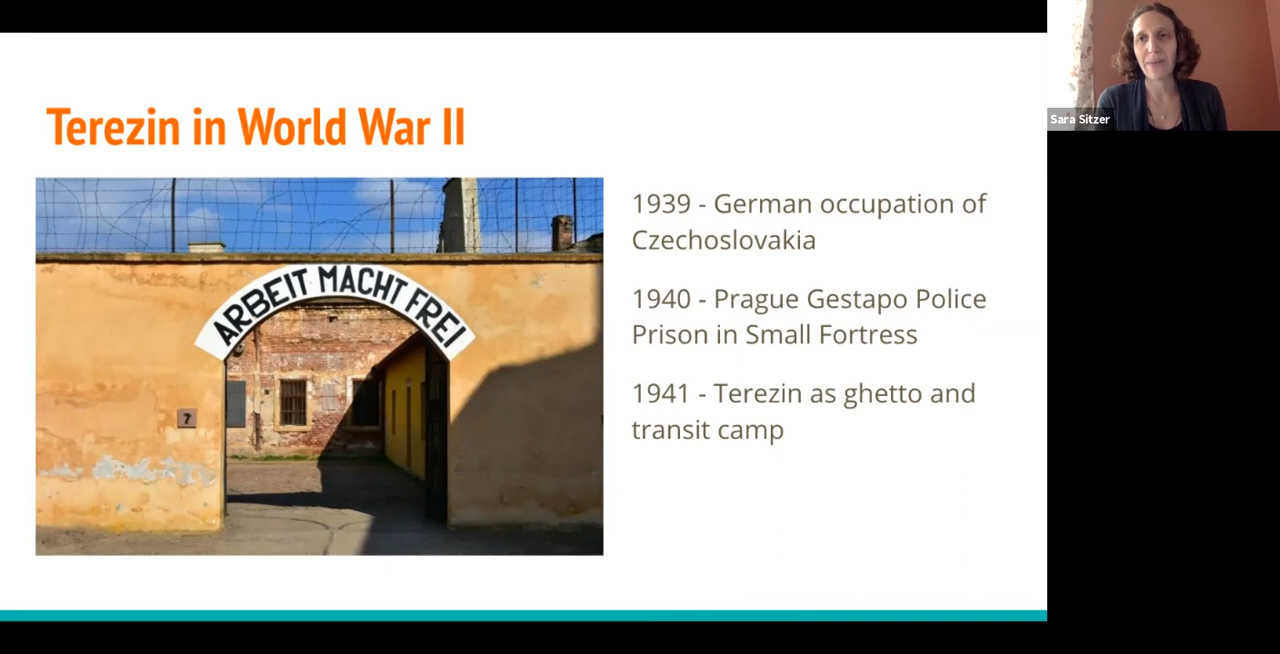 Terezin in World War II
ARBEIT MACHT FREI
7
1939 - German occupation of
Czechoslovakia
1940 - Prague Gestapo Police
Prison in Small Fortress
1941 - Terezin as ghetto and
transit camp
Sara Sitzer